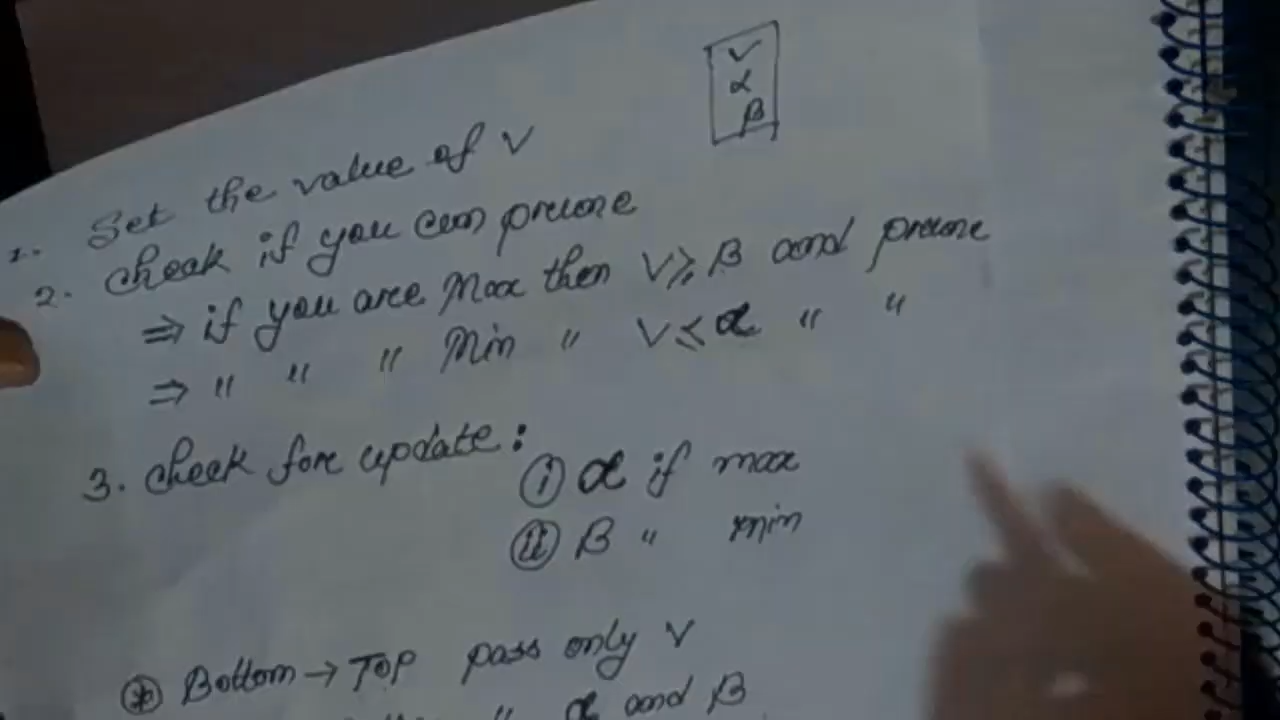 V
α
β
1. Set the value of V
2. Check if you can prune
⇒ if you are Max then V ≥ β and prune
⇒ " " " Min " V ≤ α " "
3. Check for update:
(i) α if max
(ii) β " min
⊛ Bottom → TOP pass only V
" α and β